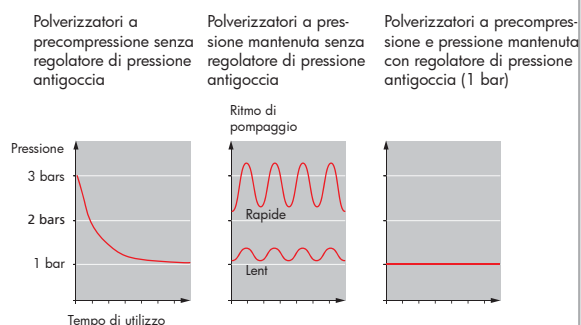 Polverizzatori a
precompressione senza
regolatore di pressione
antigoccia
Polverizzatori a pres-
sione mantenuta senza
regolatore di pressione
antigoccia
Polverizzatori a precompres-
sione e pressione mantenuta
con regolatore di pressione
antigoccia (1 bar)
Pressione
3 bars
2 bars
1 bar
Tempo di utilizzo
Ritmo di
pompaggio
Rapide
Lent